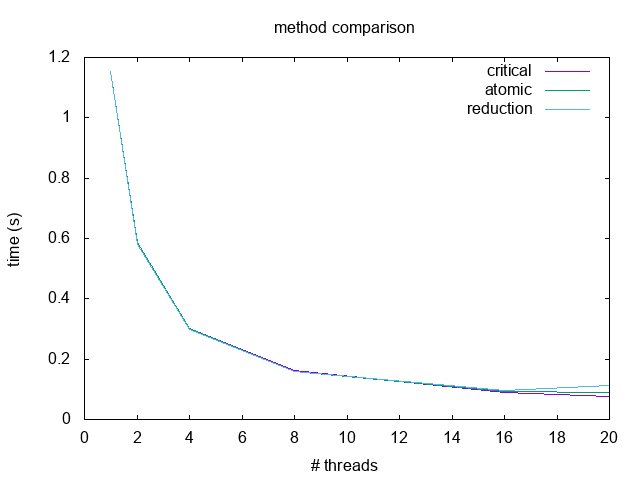 method comparison
1.2
1
0.8
0.6
0.4
0.2
0
0 2 4 6 8 10 12 14 16 18 20
time (s)
# threads
critical
atomic
reduction